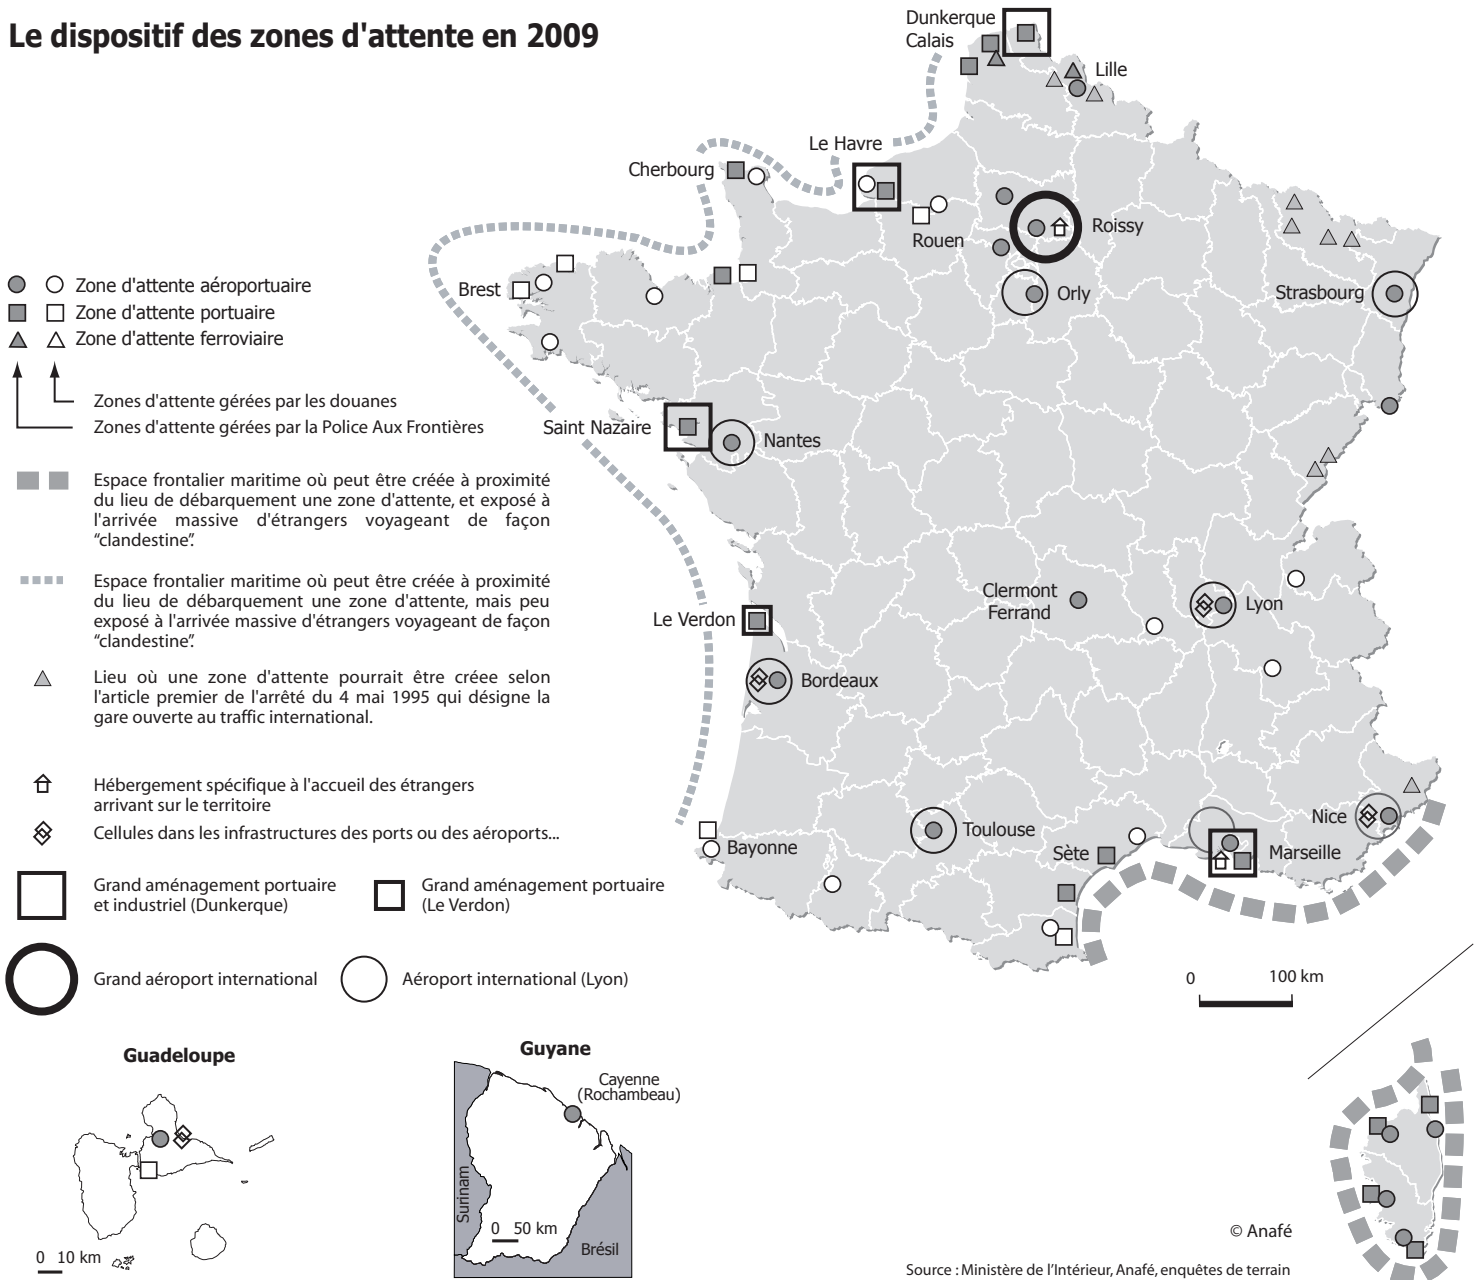 Le dispositif des zones d'attente en 2009
Dunkerque
Calais
Lille
Le Havre
Cherbourg
Rouen
Roissy
Orly
Strasbourg
Brest
Zone d'attente aéroportuaire
Zone d'attente portuaire
Zone d'attente ferroviaire
Zones d'attente gérées par les douanes
Zones d'attente gérées par la Police Aux Frontières
Saint Nazaire
Nantes
Espace frontalier maritime où peut être créée à proximité
du lieu de débarquement une zone d'attente, et exposé à
l'arrivée massive d'étrangers voyageant de façon
“clandestine”.
Espace frontalier maritime où peut être créée à proximité
du lieu de débarquement une zone d'attente, mais peu
exposé à l'arrivée massive d'étrangers voyageant de façon
“clandestine”.
Clermont
Ferrand
Lyon
Le Verdon
Bordeaux
Lieu où une zone d'attente pourrait être créee selon
l'article premier de l'arrêté du 4 mai 1995 qui désigne la
gare ouverte au traffic international.
Hébergement spécifique à l'accueil des étrangers
arrivant sur le territoire
Cellules dans les infrastructures des ports ou des aéroports...
Bayonne
Toulouse
Sète
Nice
Marseille
Grand aménagement portuaire
et industriel (Dunkerque)
Grand aménagement portuaire
(Le Verdon)
Grand aéroport international
Aéroport international (Lyon)
0 100 km
Guadeloupe
0 10 km
Guyane
Cayenne
(Rochambeau)
Surinam
0 50 km
Brésil
© Anafé
Source : Ministère de l'Intérieur, Anafé, enquêtes de terrain